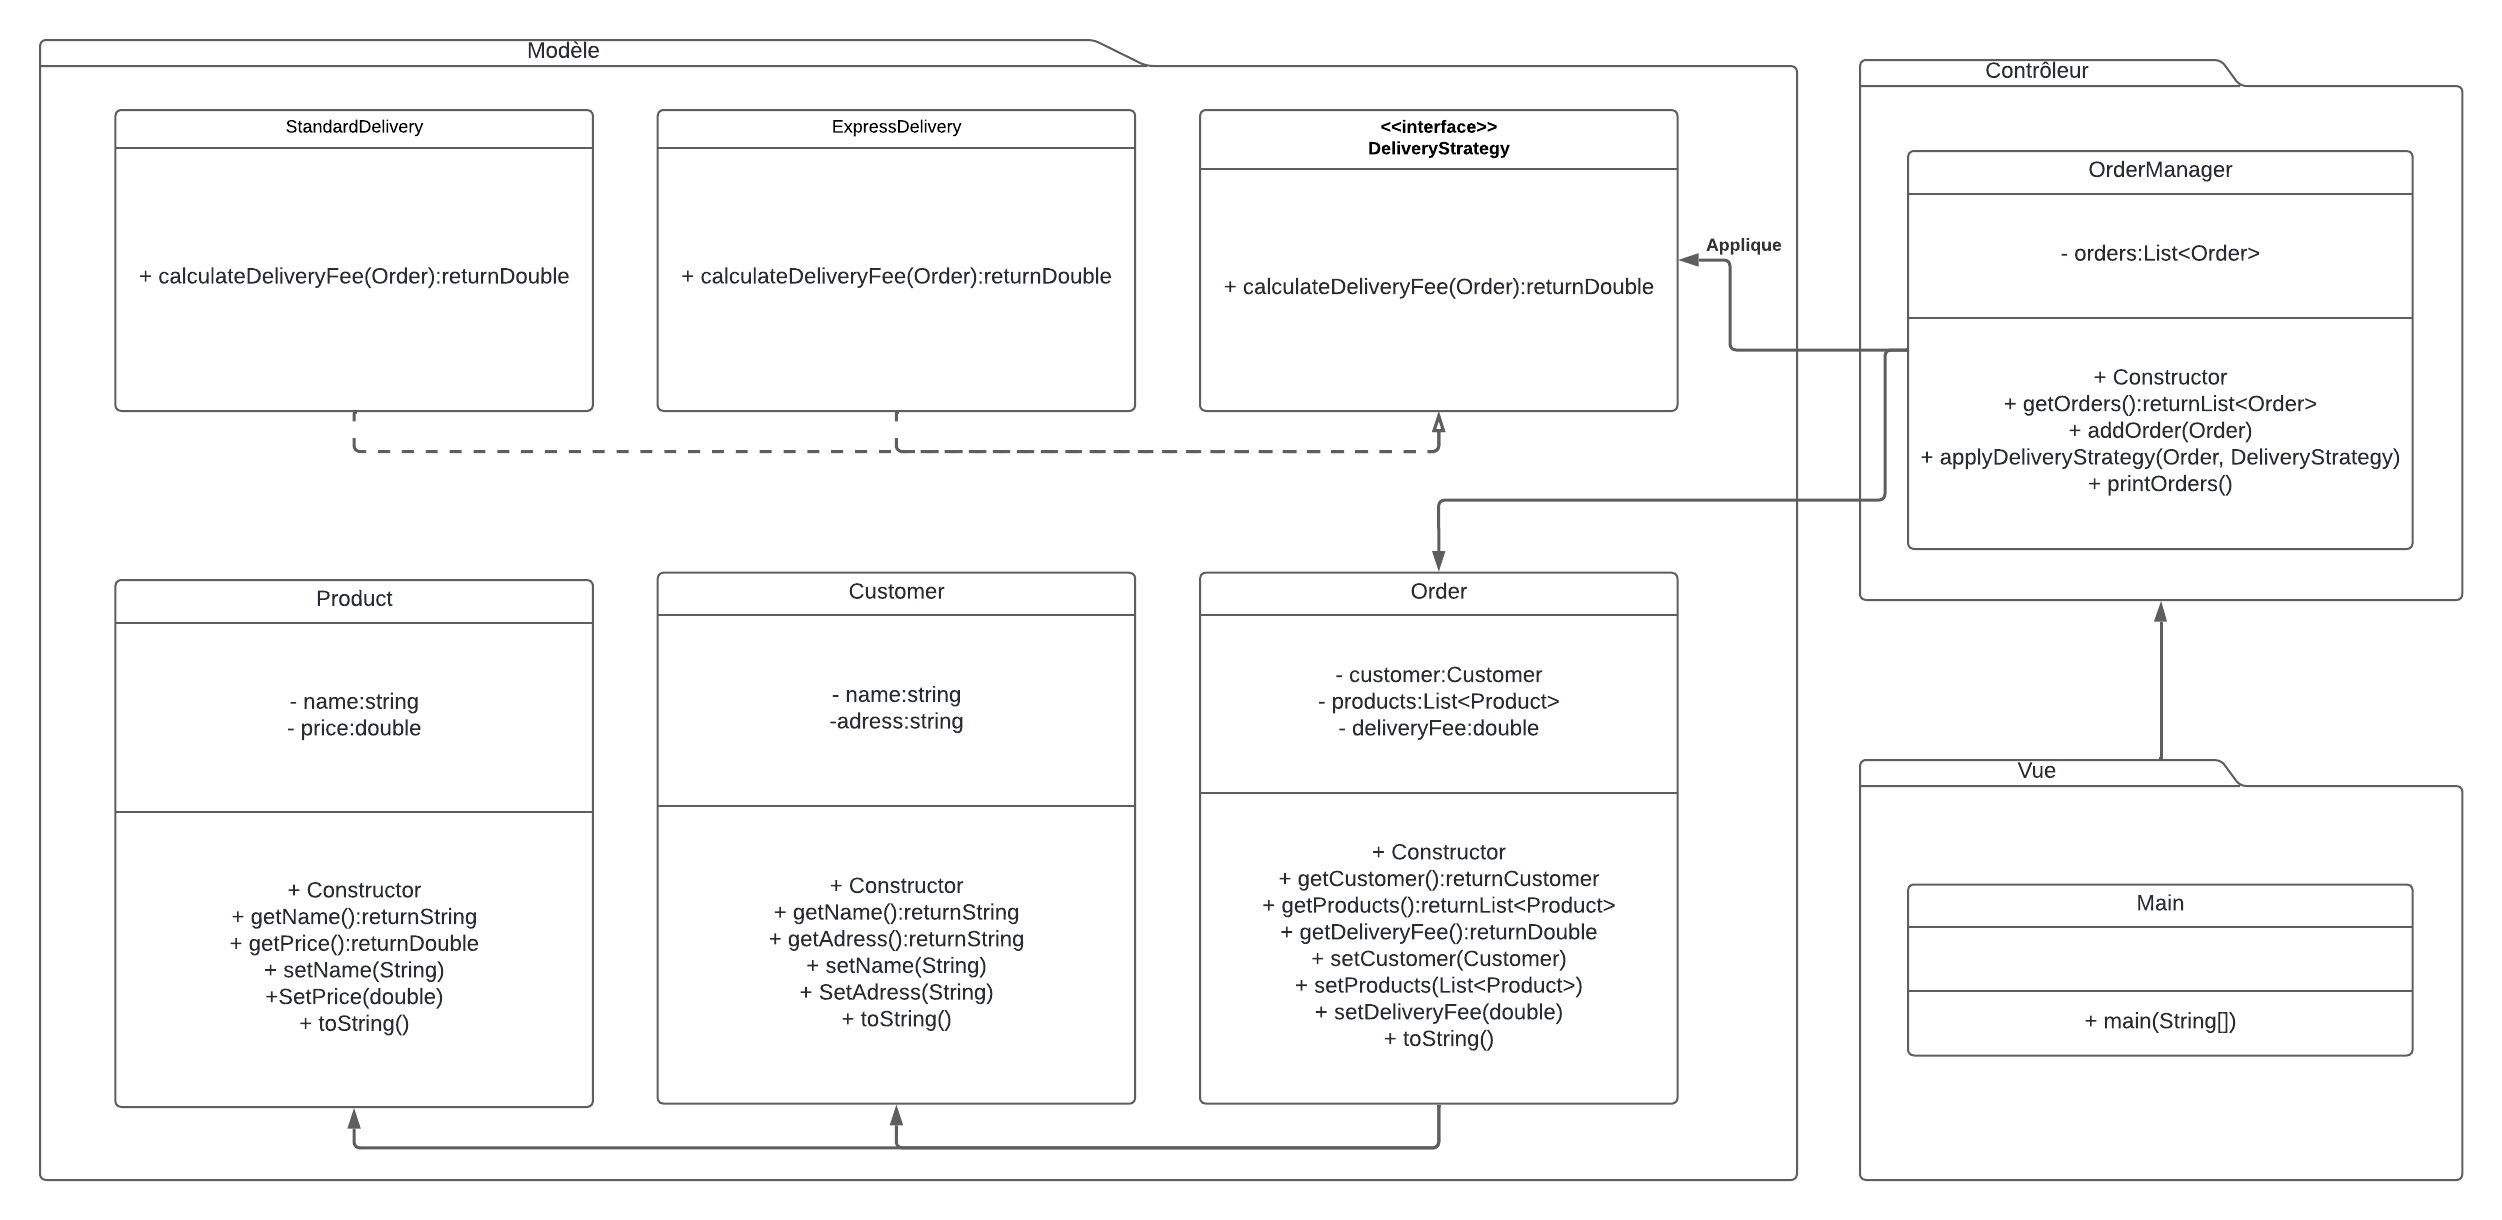 Modèle
StandardDelivery
+ calculateDeliveryFee(Order):returnDouble
ExpressDelivery
+ calculateDeliveryFee(Order):returnDouble
<<interface>>
DeliveryStrategy
+ calculateDeliveryFee(Order):returnDouble
Applique
Contrôleur
OrderManager
- orders:List<Order>
+ Constructor
+ getOrders():returnList<Order>
+ addOrder(Order)
+ applyDeliveryStrategy(Order, DeliveryStrategy)
+ printOrders()
Product
- name:string
- price:double
+ Constructor
+ getName():returnString
+ getPrice():returnDouble
+ setName(String)
+SetPrice(double)
+ toString()
Customer
- name:string
-adress:string
+ Constructor
+ getName():returnString
+ getAdress():returnString
+ setName(String)
+ SetAdress(String)
+ toString()
Order
- customer:Customer
- products:List<Product>
- deliveryFee:double
+ Constructor
+ getCustomer():returnCustomer
+ getProducts():returnList<Product>
+ getDeliveryFee():returnDouble
+ setCustomer(Customer)
+ setProducts(List<Product>)
+ setDeliveryFee(double)
+ toString()
Vue
Main
+ main(String[])